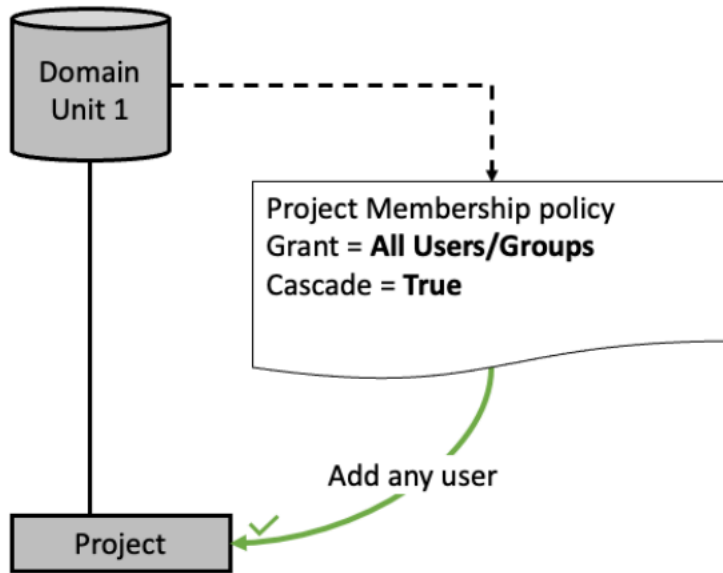 Domain
Unit 1
Project Membership policy
Grant = All Users/Groups
Cascade = True
Add any user
Project